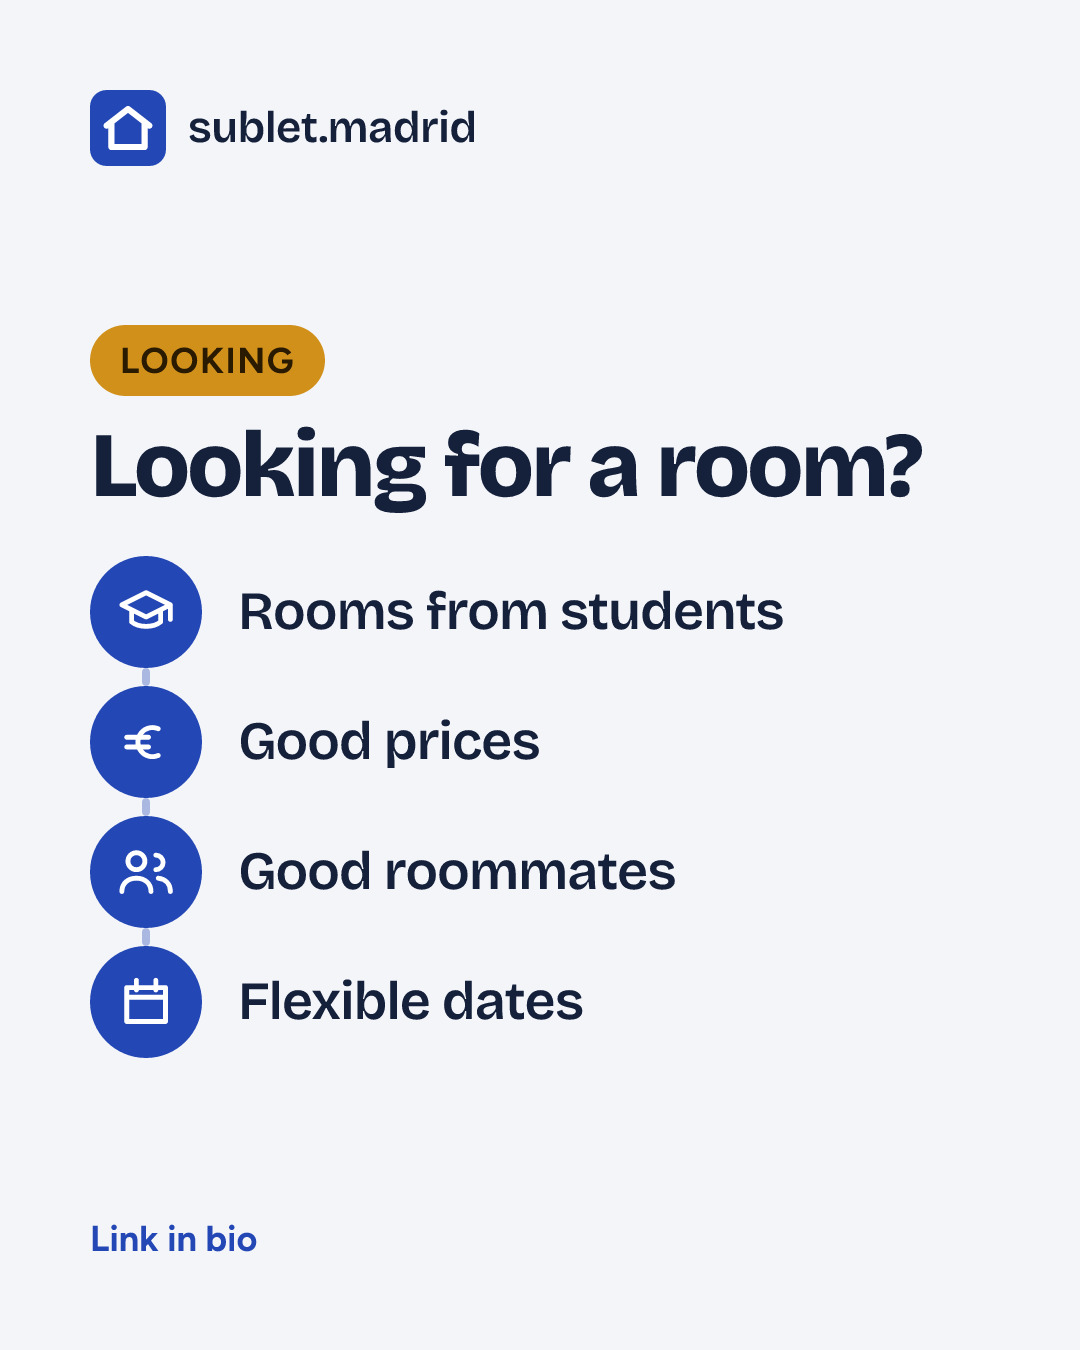 sublet.madrid
LOOKING
Looking for a room?
Rooms from students
€
Good prices
Good roommates
Flexible dates
Link in bio